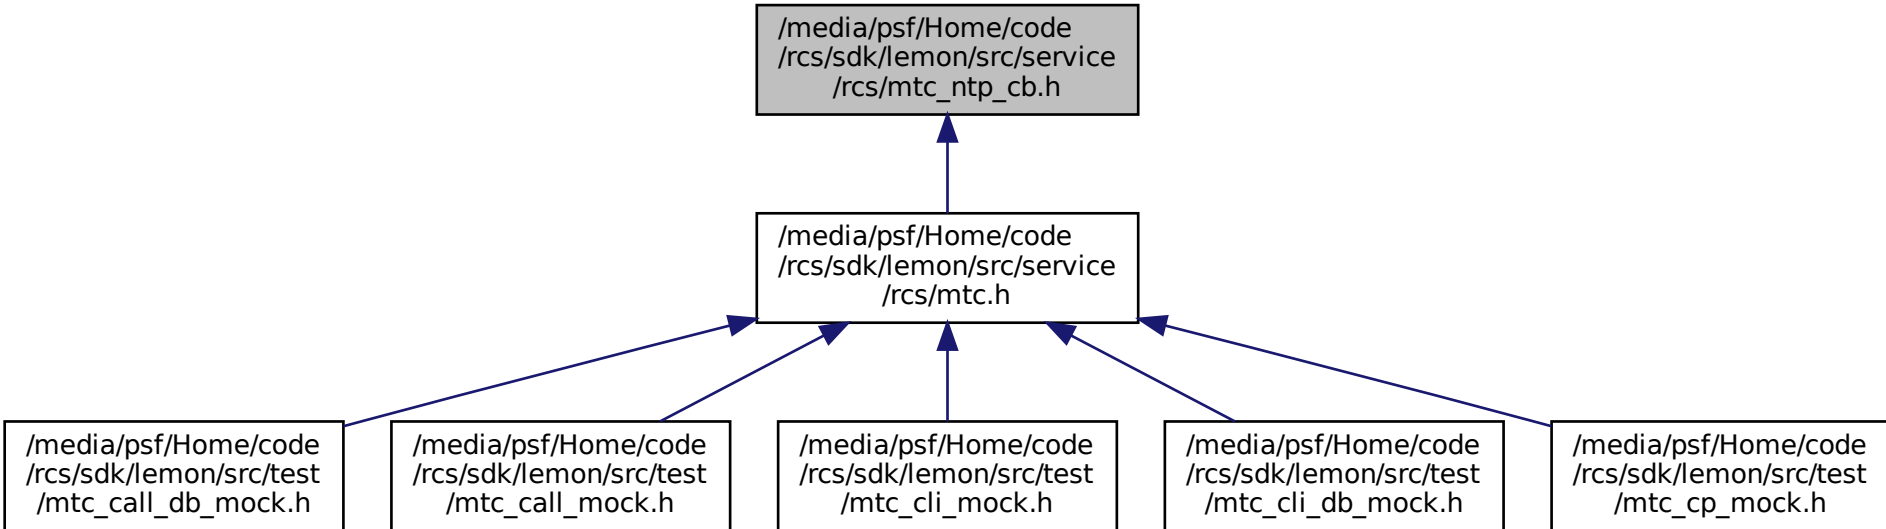 /media/psf/Home/code
/rcs/sdk/lemon/src/service
/rcs/mtc_ntp_cb.h
/media/psf/Home/code
/rcs/sdk/lemon/src/service
/rcs/mtc.h
/media/psf/Home/code
/rcs/sdk/lemon/src/test
/mtc_call_db_mock.h
/media/psf/Home/code
/rcs/sdk/lemon/src/test
/mtc_call_mock.h
/media/psf/Home/code
/rcs/sdk/lemon/src/test
/mtc_cli_mock.h
/media/psf/Home/code
/rcs/sdk/lemon/src/test
/mtc_cli_db_mock.h
/media/psf/Home/code
/rcs/sdk/lemon/src/test
/mtc_cp_mock.h